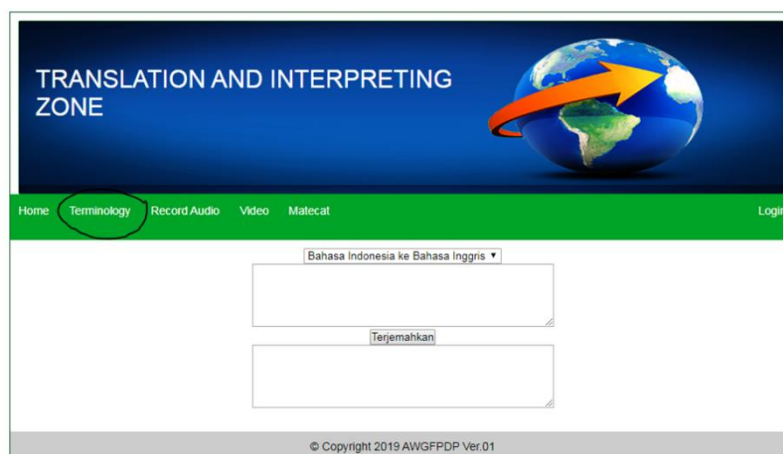 TRANSLATION AND INTERPRETING
ZONE
Home Terminology Record Audio Video Matecat Login
Bahasa Indonesia ke Bahasa Inggris
Terjemahkan
© Copyright 2019 AWGFPDP Ver.01